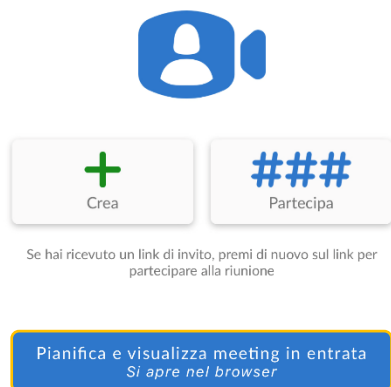 ###
Crea
Partecipa
Se hai ricevuto un link di invito, premi di nuovo sul link per
partecipare alla riunione
Pianifica e visualizza meeting in entrata
Si apre nel browser